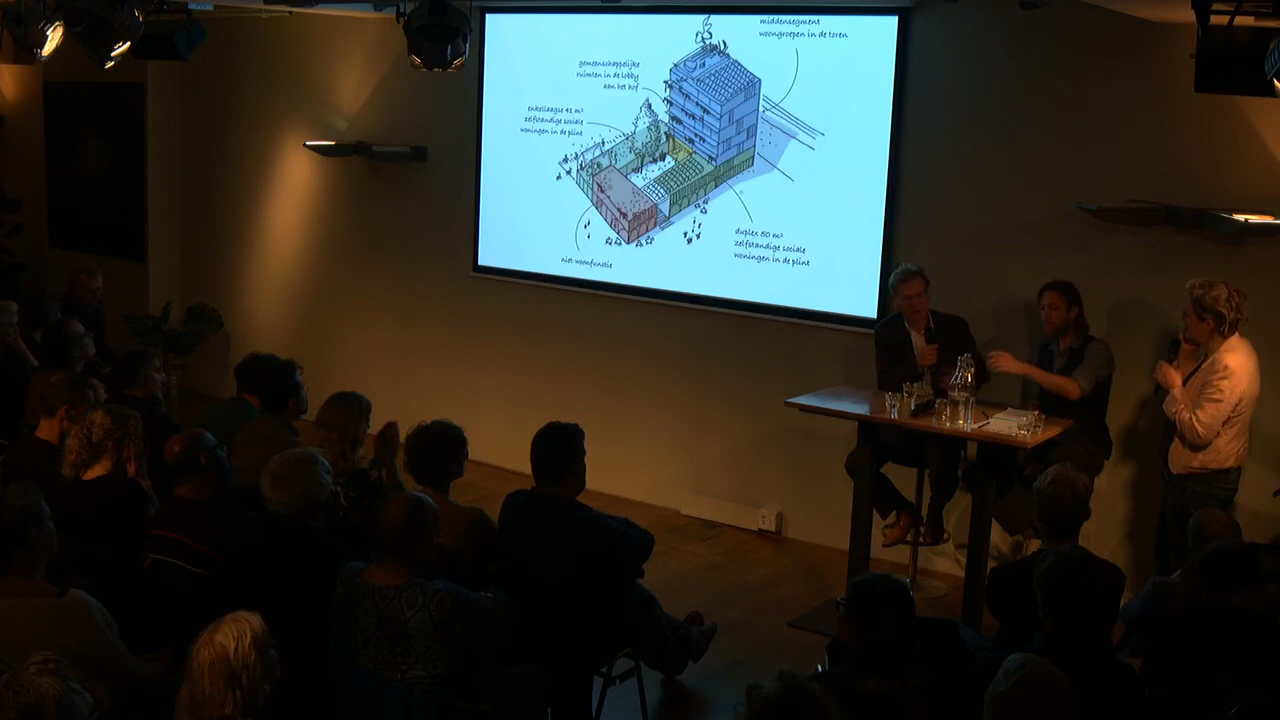 middensegment
woongroepen in de toren
gemeenschappelijke
ruimten in de lobby
aan het hof
enkellaagse 41 m²
zelfstandige sociale
woningen in de plint
duplex 50 m²
zelfstandige sociale
woningen in de plint
niet-woonfunctie